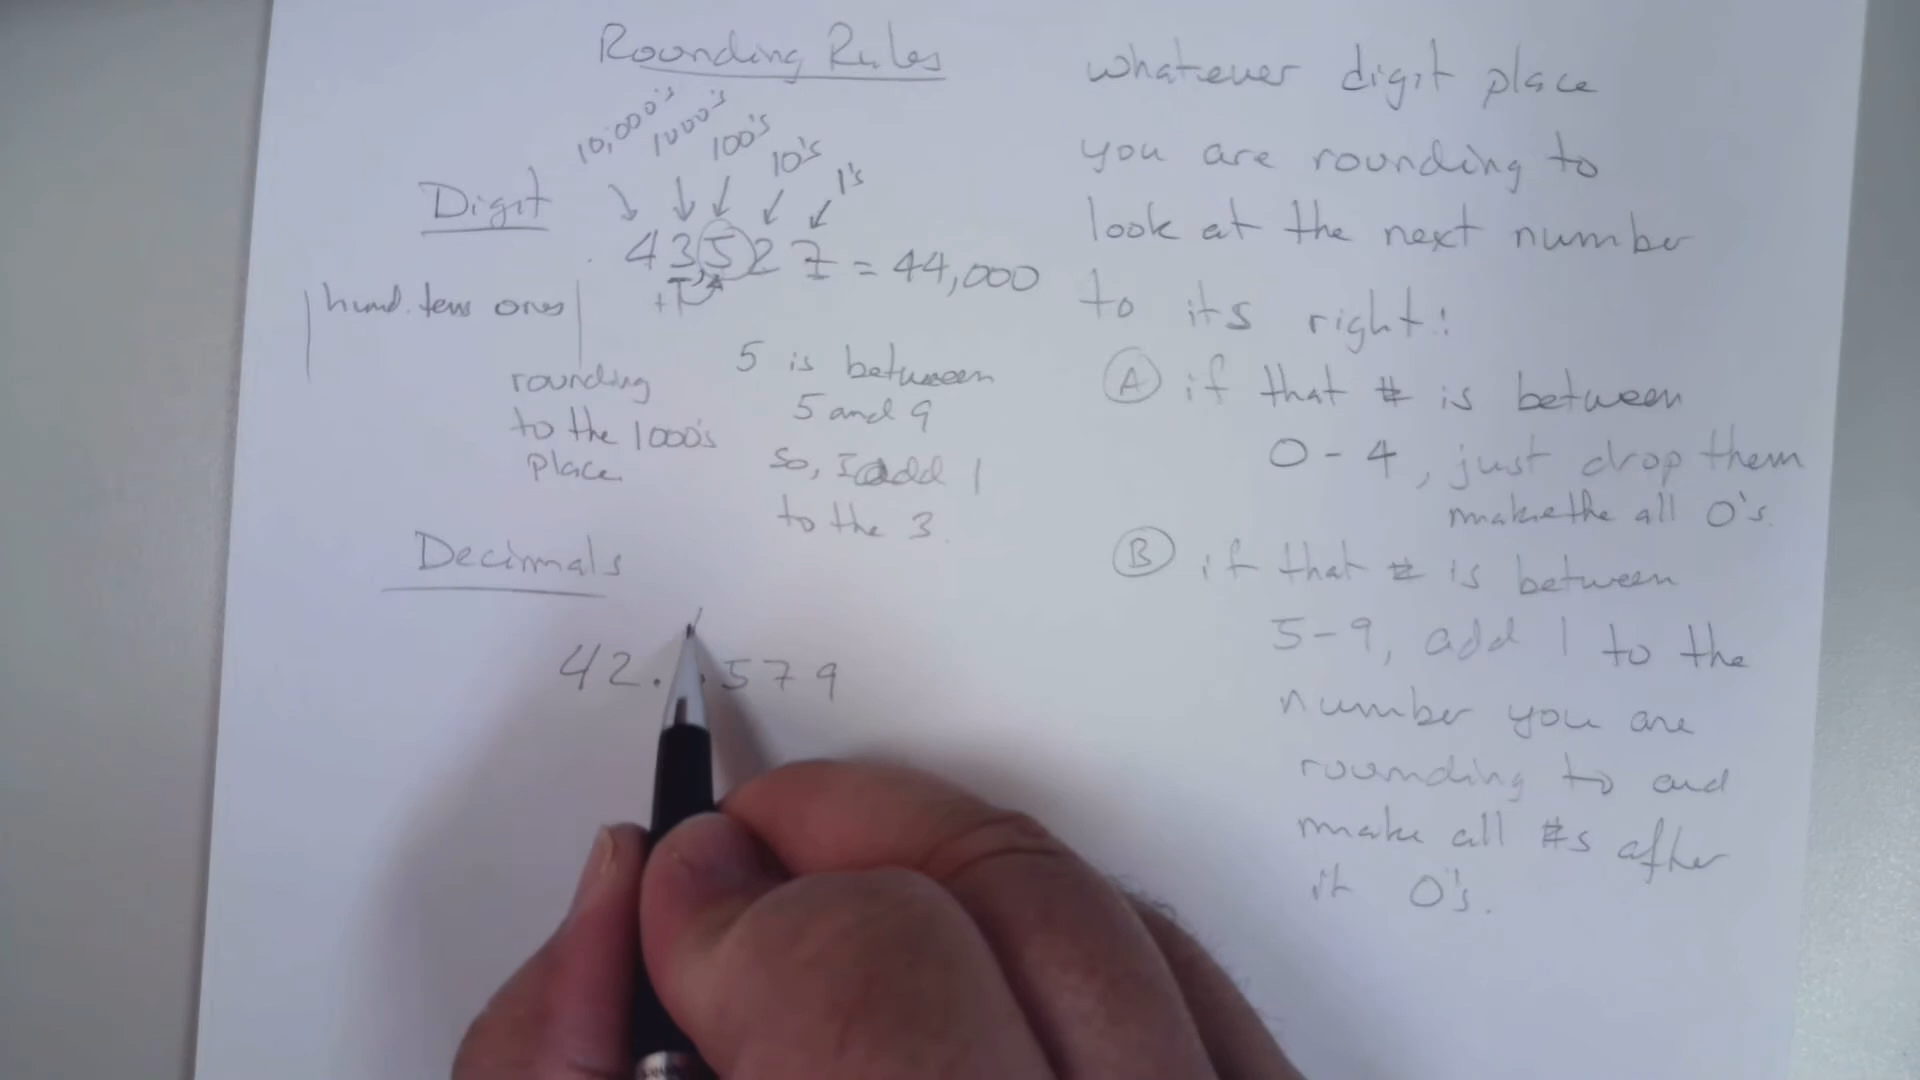 Rounding Rules
10,000's 1000's 100's 10's 1's
Digit
43527 = 44,000
+1
hund. tens ones
rounding
to the 1000's
place
5 is between
5 and 9
so, I add 1
to the 3.
Decimals
42. 579
whatever digit place
you are rounding to
look at the next number
to its right:
A if that # is between
0-4, just drop them
make the all 0's.
B if that # is between
5-9, add 1 to the
number you are
rounding to and
make all #s after
it 0's.